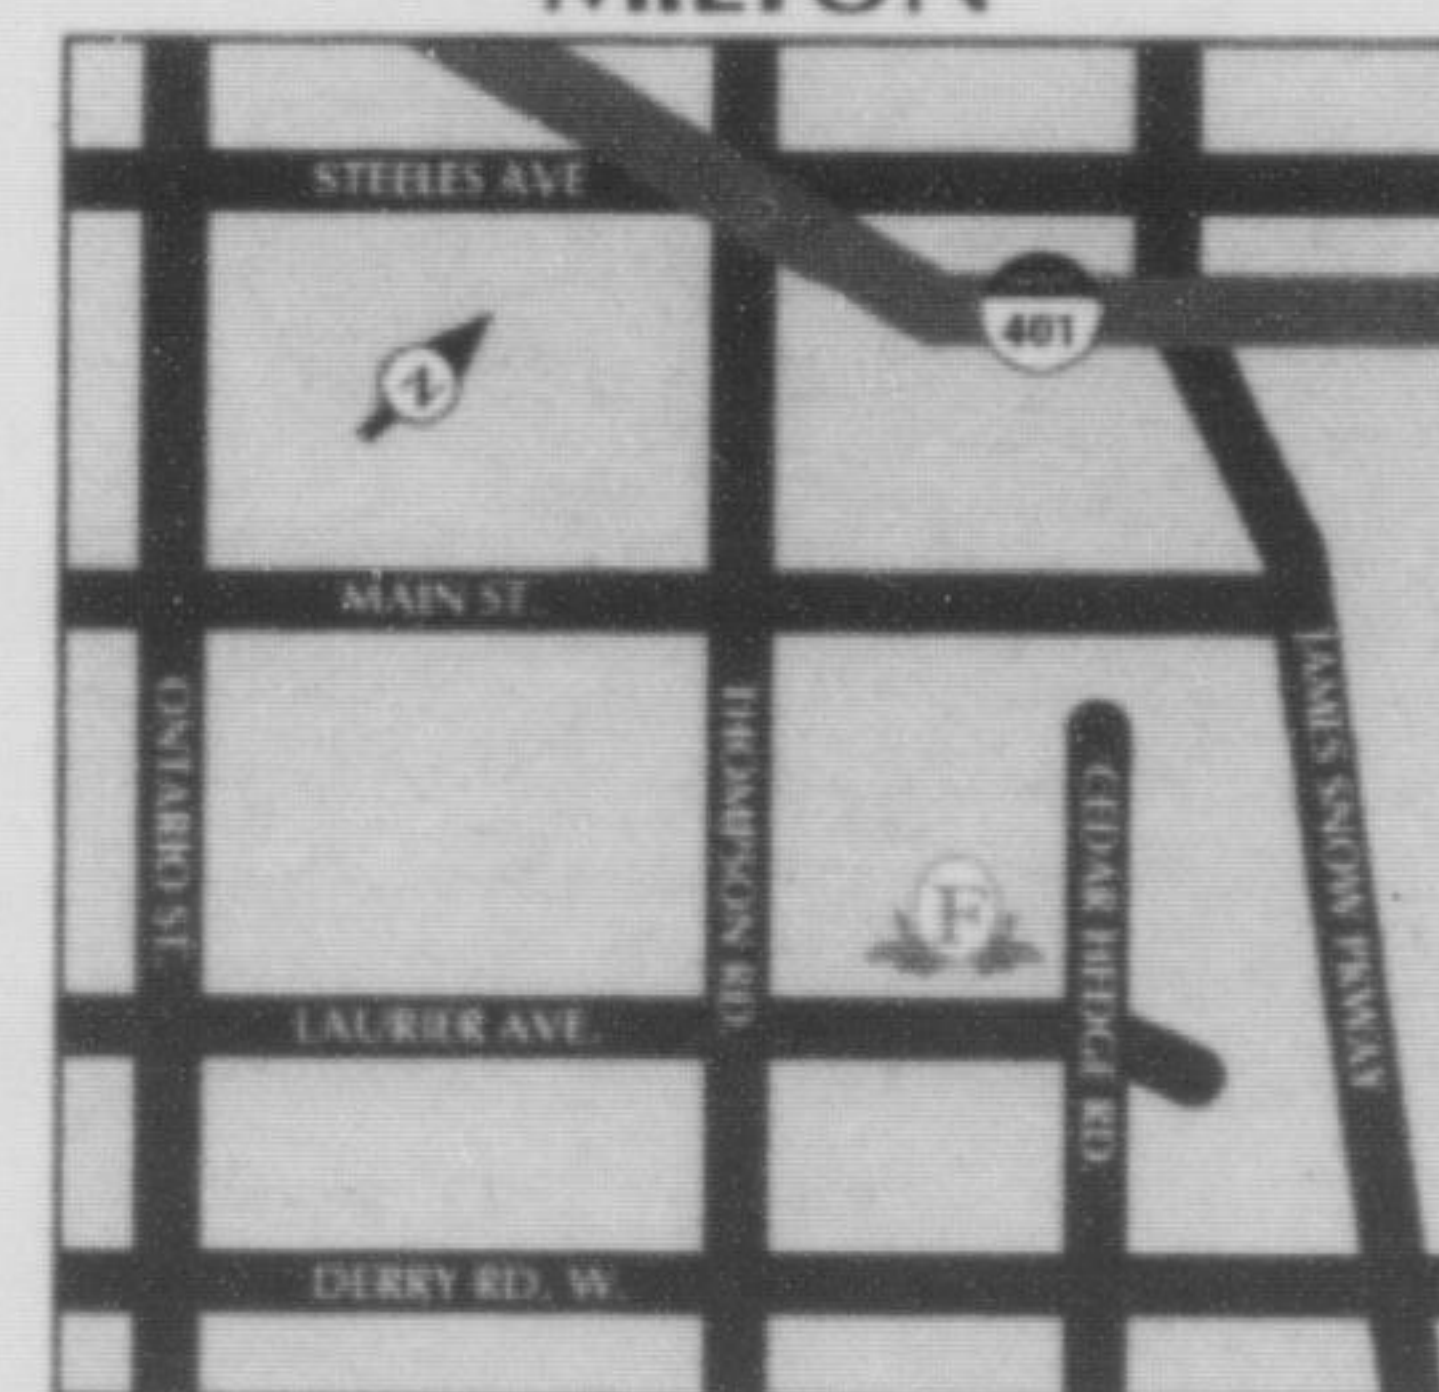 MILTON
STEELES AVE
401
N
MAIN ST.
ONTARIO ST.
THOMPSON RD.
CEDAR HEDGE RD.
JAMES SNOW PKWAY
F
LAURIER AVE.
DERRY RD. W.